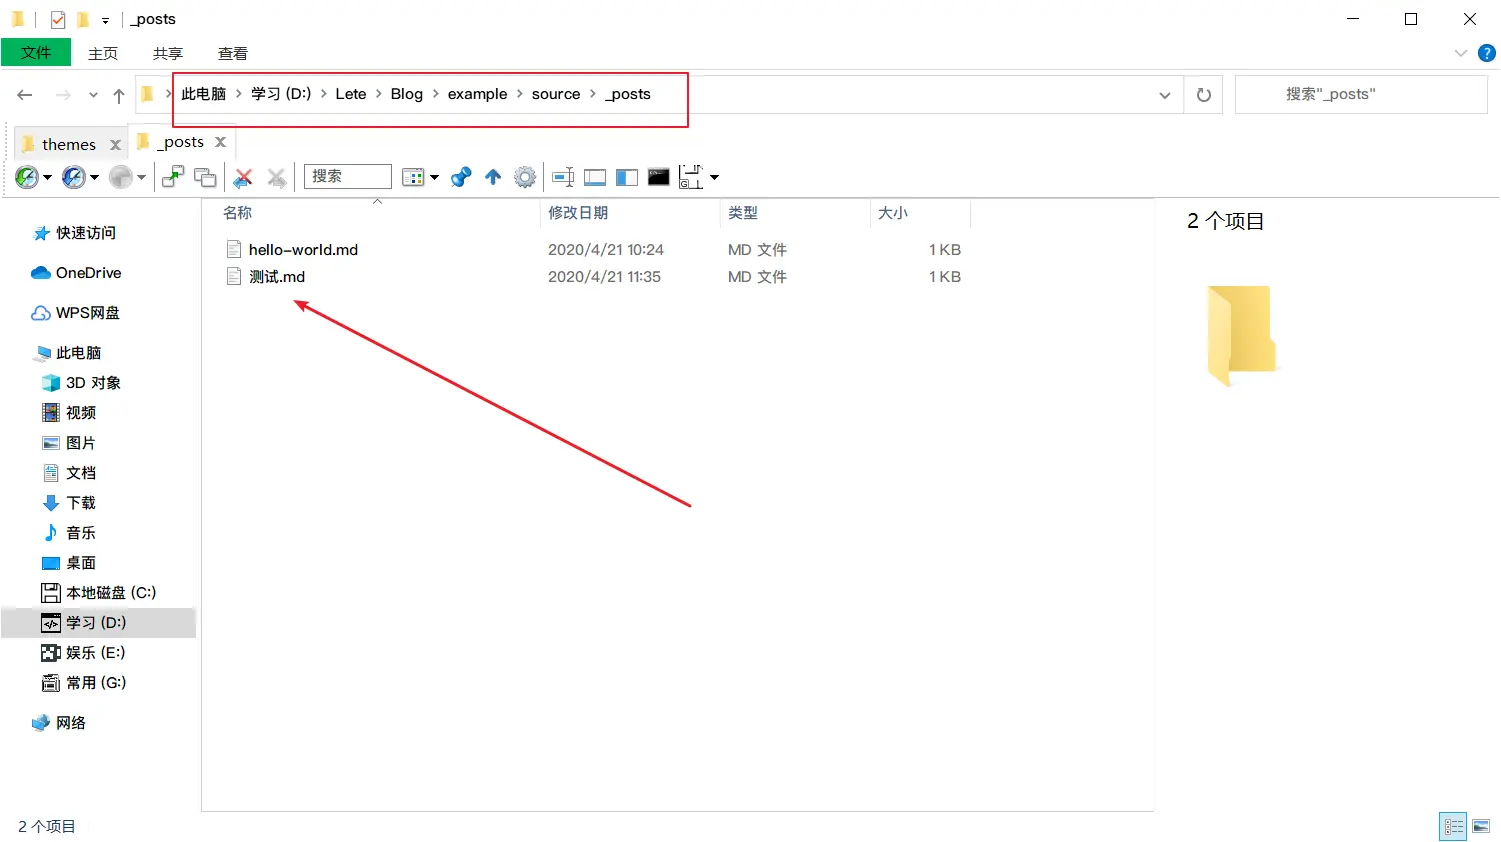 _posts
文件 主页 共享 查看
此电脑 > 学习 (D:) > Lete > Blog > example > source > _posts 搜索"_posts"
themes _posts
搜索
名称 修改日期 类型 大小
hello-world.md 2020/4/21 10:24 MD 文件 1 KB
测试.md 2020/4/21 11:35 MD 文件 1 KB
2 个项目
快速访问
OneDrive
WPS网盘
此电脑
3D 对象
视频
图片
文档
下载
音乐
桌面
本地磁盘 (C:)
学习 (D:)
娱乐 (E:)
常用 (G:)
网络
2 个项目